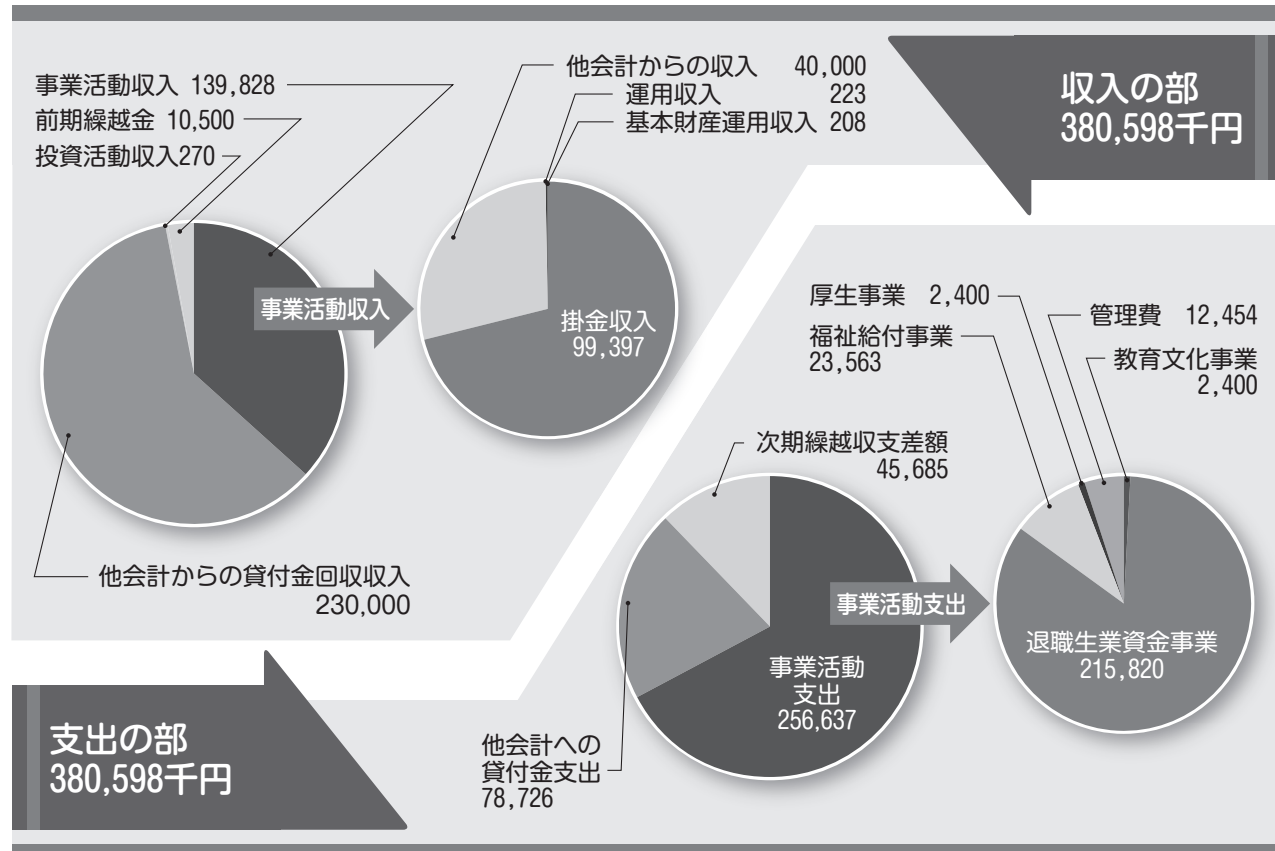 収入の部
380,598千円
事業活動収入 139,828
前期繰越金 10,500
投資活動収入270
他会計からの貸付金回収収入
230,000
事業活動収入
他会計からの収入 40,000
運用収入 223
基本財産運用収入 208
掛金収入
99,397
支出の部
380,598千円
次期繰越収支差額
45,685
他会計への
貸付金支出
78,726
事業活動
支出
256,637
事業活動支出
厚生事業 2,400
福祉給付事業
23,563
管理費 12,454
教育文化事業
2,400
退職生業資金事業
215,820